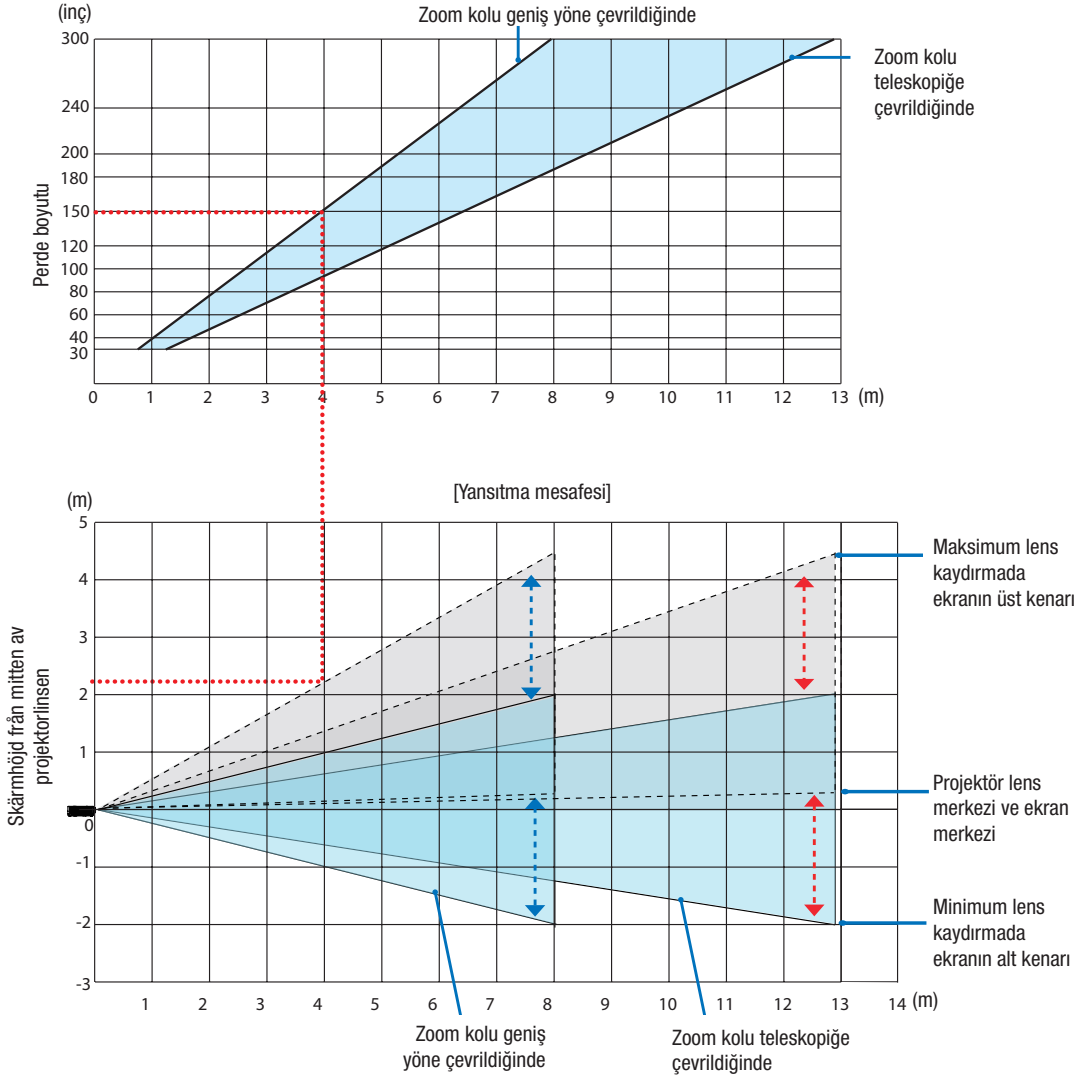 (inç)
Zoom kolu geniş yöne çevrildiğinde
Zoom kolu
teleskopiğe
çevrildiğinde
Perde boyutu
300
240
200
180
150
120
100
80
60
40
30
0 1 2 3 4 5 6 7 8 9 10 11 12 13 (m)
(m)
[Yansıtma mesafesi]
Skärmhöjd från mitten av
projektorlinsen
5
4
3
2
1
0
-1
-2
-3
1 2 3 4 5 6 7 8 9 10 11 12 13 14 (m)
Maksimum lens
kaydırmada
ekranın üst kenarı
Projektör lens
merkezi ve ekran
merkezi
Minimum lens
kaydırmada
ekranın alt kenarı
Zoom kolu geniş
yöne çevrildiğinde
Zoom kolu teleskopiğe
çevrildiğinde